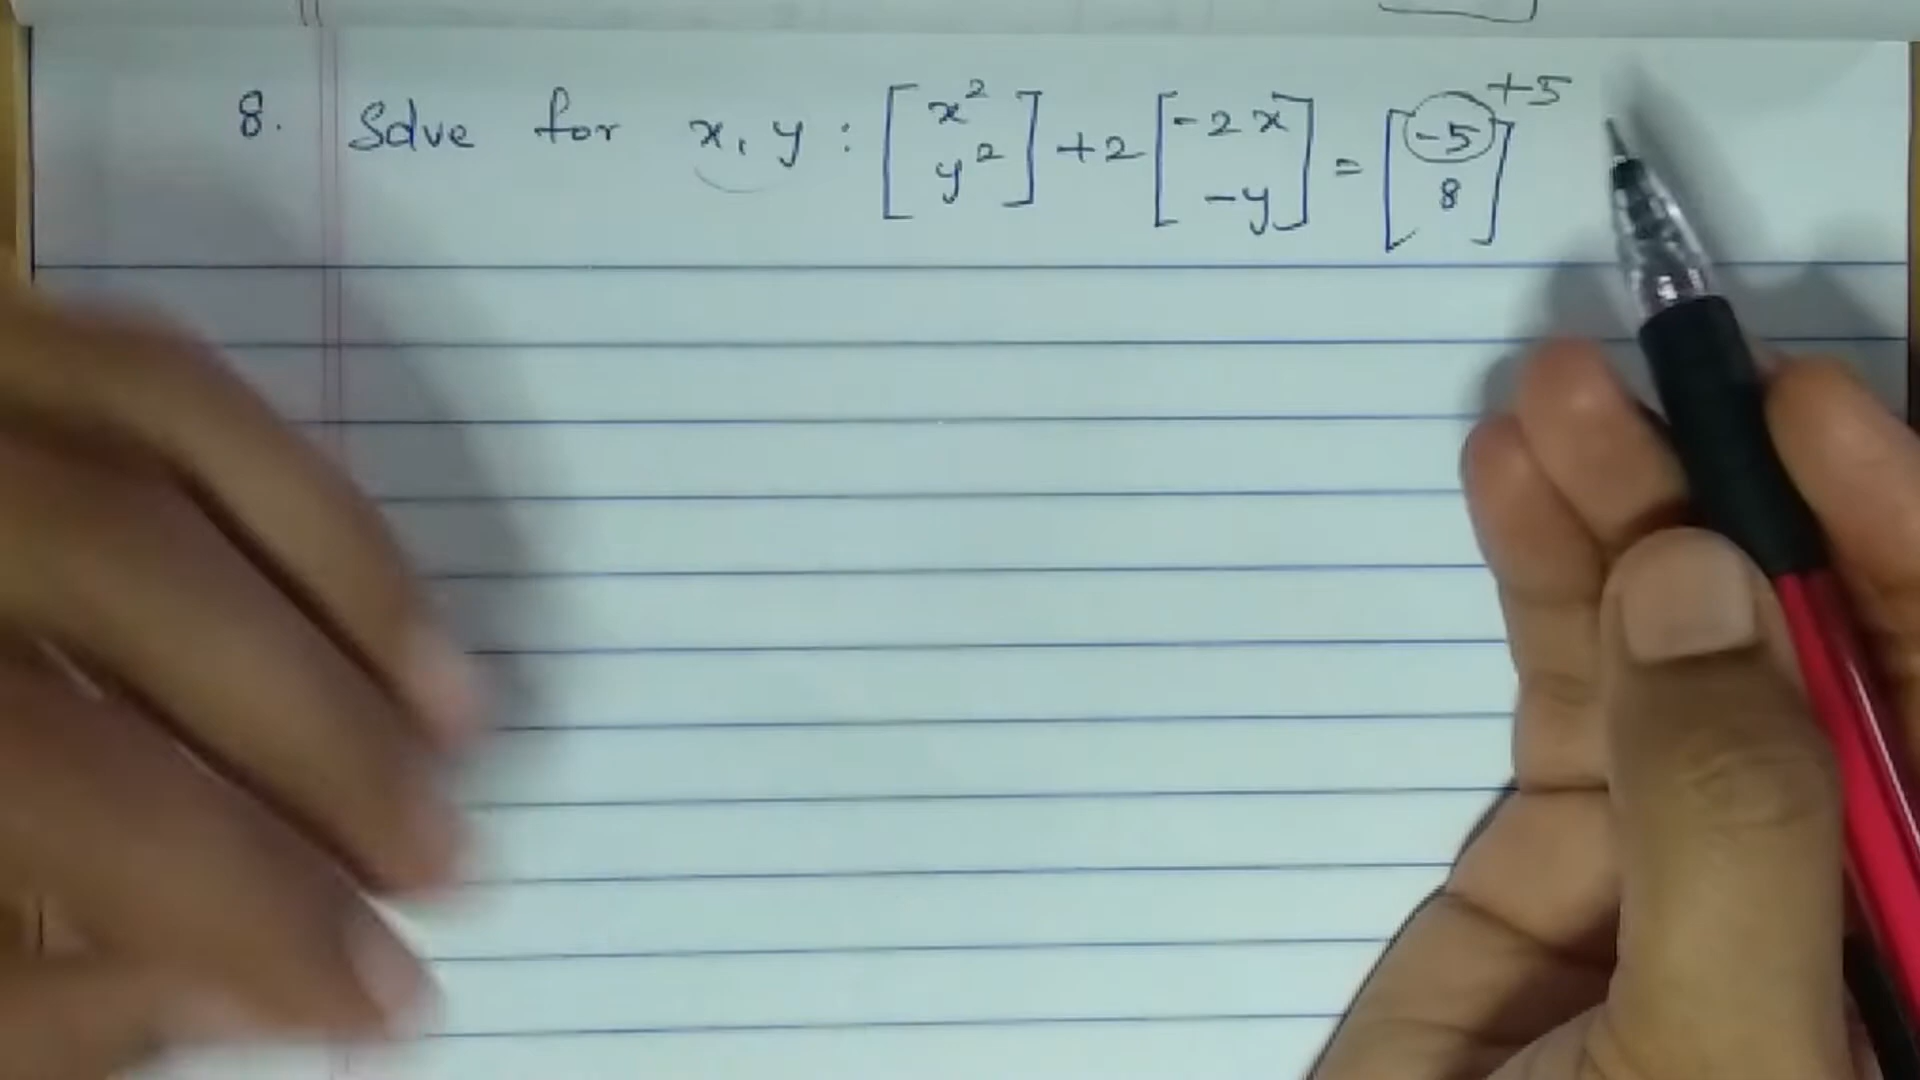 8. Solve for x, y : [x² y²] +2 [-2x -y] = [-5 8] +5